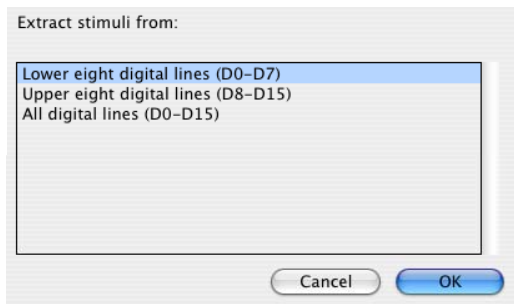 Extract stimuli from:
Lower eight digital lines (D0–D7)
Upper eight digital lines (D8–D15)
All digital lines (D0–D15)
Cancel OK